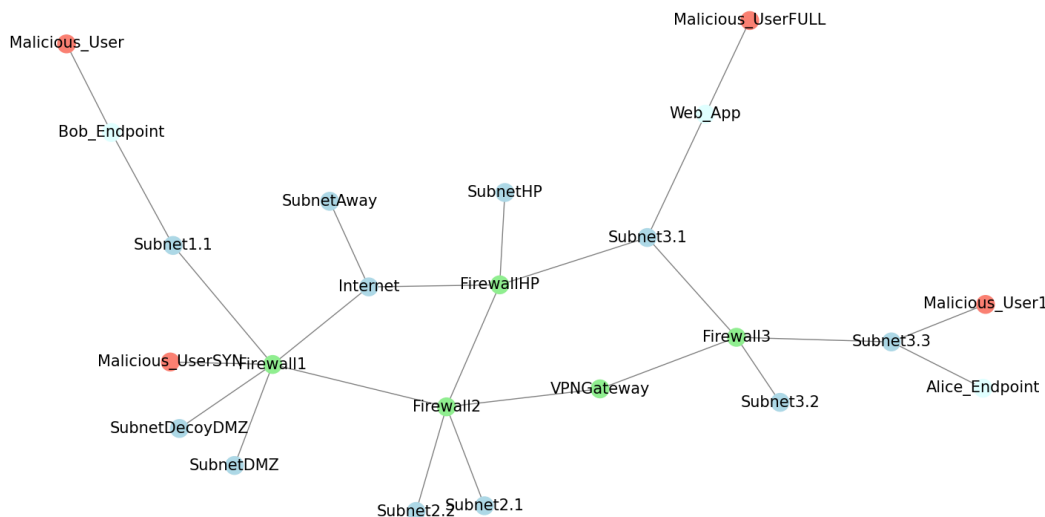 Malicious_UserFULL
Malicious_User
Web_App
Bob_Endpoint
SubnetHP
SubnetAway
Subnet3.1
Subnet1.1
Internet
FirewallHP
Malicious_User1
Firewall3
Subnet3.3
Malicious_UserSYN
Firewall1
VPNGateway
Alice_Endpoint
Subnet3.2
Firewall2
SubnetDecoyDMZ
SubnetDMZ
Subnet2.1
Subnet2.2